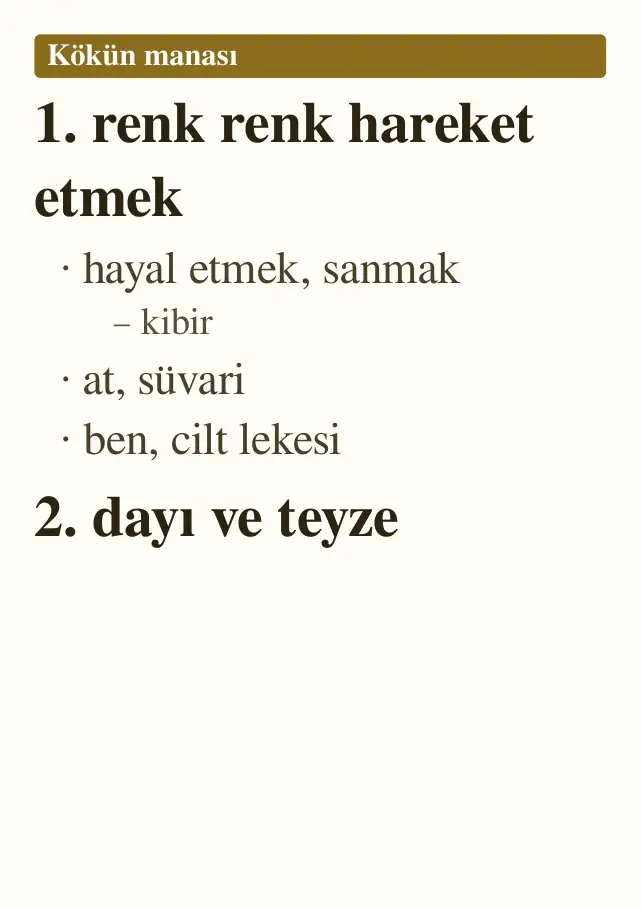 Kökün manası
1. renk renk hareket
etmek
· hayal etmek, sanmak
– kibir
· at, süvari
· ben, cilt lekesi
2. dayı ve teyze